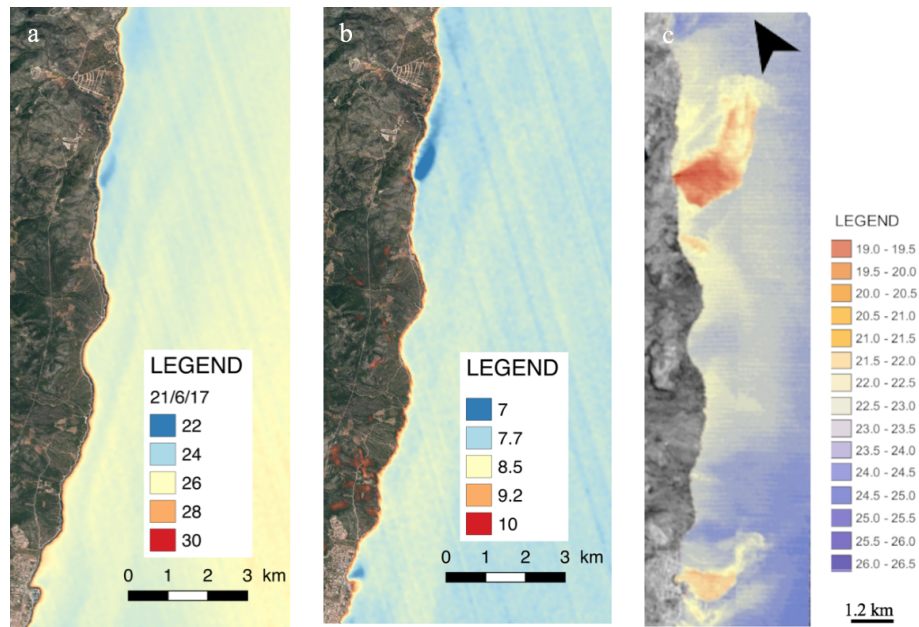 a
LEGEND
21/6/17
22
24
26
28
30
0 1 2 3 km
b
LEGEND
7
7.7
8.5
9.2
10
0 1 2 3 km
c
LEGEND
19.0 - 19.5
19.5 - 20.0
20.0 - 20.5
20.5 - 21.0
21.0 - 21.5
21.5 - 22.0
22.0 - 22.5
22.5 - 23.0
23.0 - 23.5
23.5 - 24.0
24.0 - 24.5
24.5 - 25.0
25.0 - 25.5
25.5 - 26.0
26.0 - 26.5
1.2 km